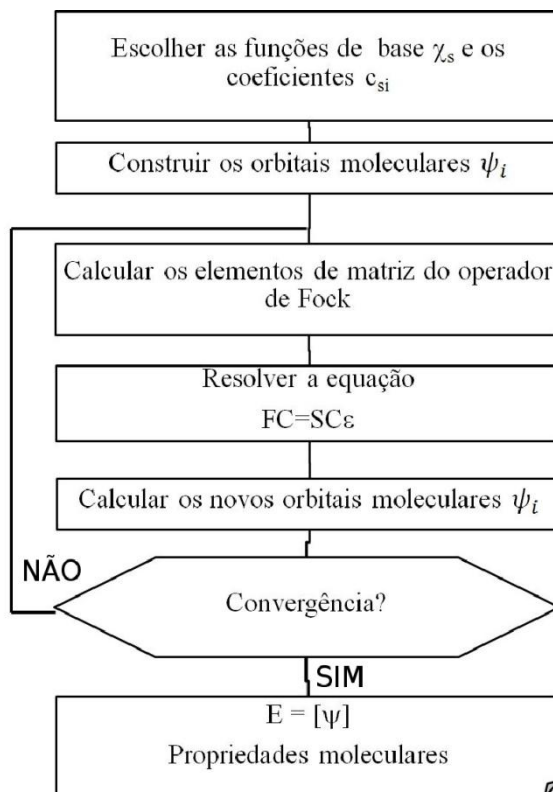 Escolher as funções de base χₛ e os
coeficientes cₛᵢ
Construir os orbitais moleculares ψᵢ
Calcular os elementos de matriz do operador
de Fock
Resolver a equação
FC=SCε
Calcular os novos orbitais moleculares ψᵢ
NÃO
Convergência?
SIM
E = [ψ]
Propriedades moleculares